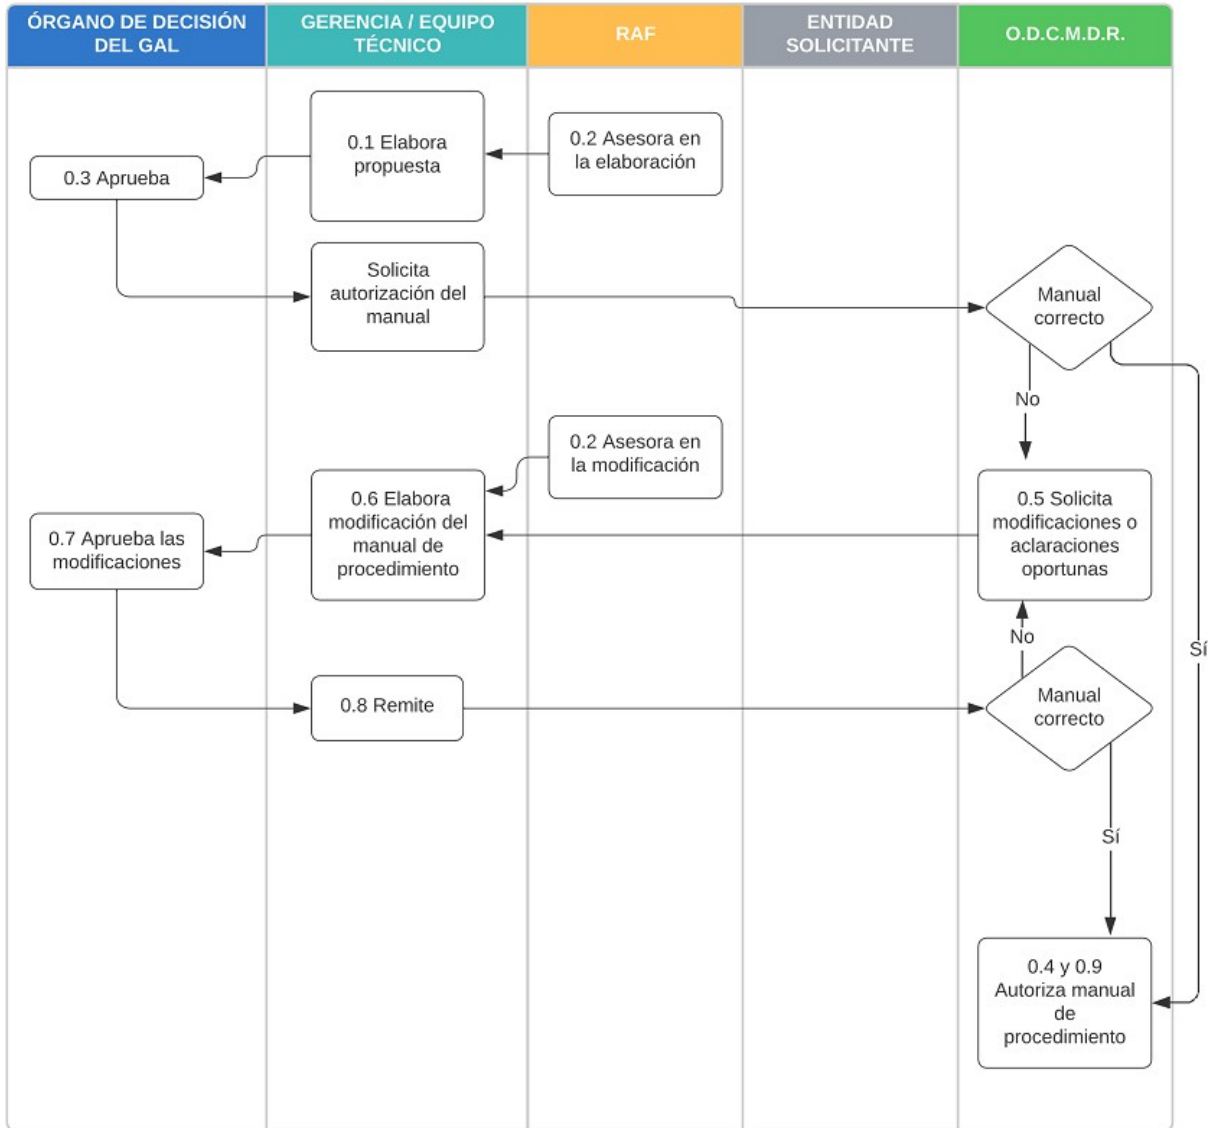 ÓRGANO DE DECISIÓN
DEL GAL
GERENCIA / EQUIPO
TÉCNICO
RAF
ENTIDAD
SOLICITANTE
O.D.C.M.D.R.
0.1 Elabora
propuesta
0.2 Asesora en
la elaboración
0.3 Aprueba
Solicita
autorización del
manual
Manual
correcto
No
0.2 Asesora en
la modificación
0.6 Elabora
modificación del
manual de
procedimiento
0.5 Solicita
modificaciones o
aclaraciones
oportunas
0.7 Aprueba las
modificaciones
No
Sí
0.8 Remite
Manual
correcto
Sí
0.4 y 0.9
Autoriza manual
de
procedimiento